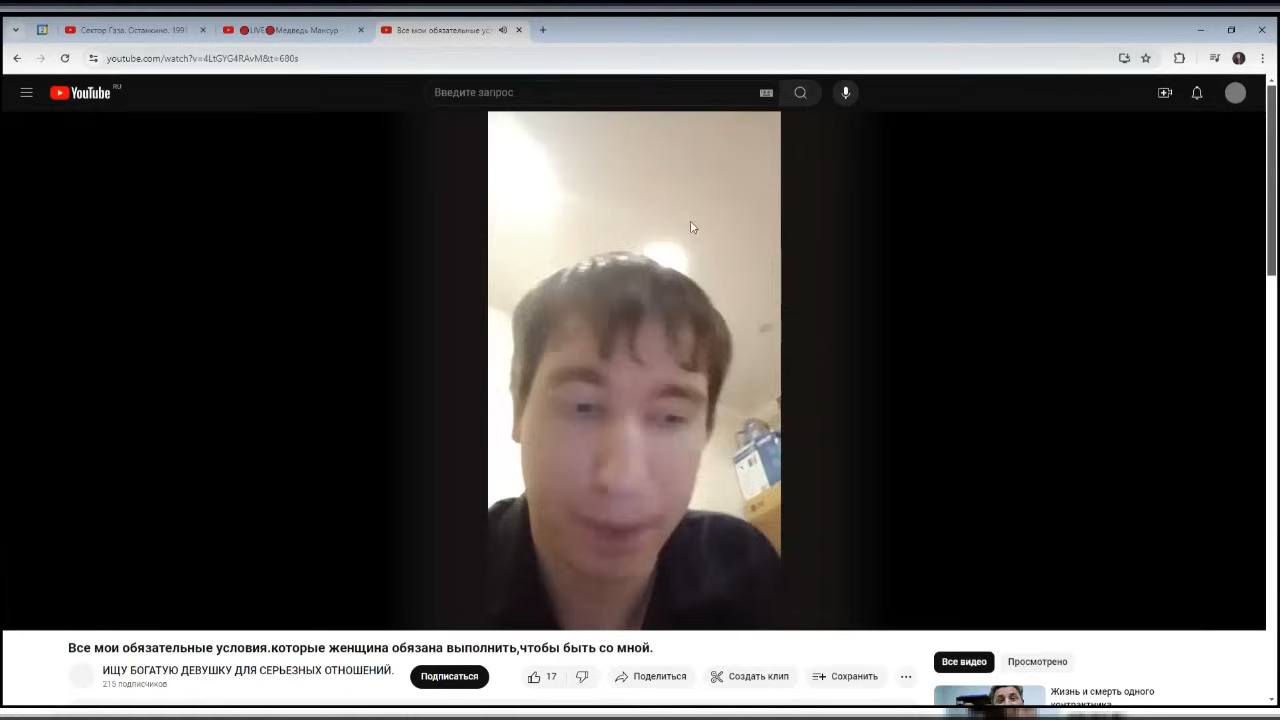 Сектор Газа. Останкино. 1991
🔴LIVE🔴Медведь Мансур
Все мои обязательные ус
youtube.com/watch?v=4LtGYG4RAvM&t=680s
YouTube RU
Введите запрос
Все мои обязательные условия.которые женщина обязана выполнить,чтобы быть со мной.
ИЩУ БОГАТУЮ ДЕВУШКУ ДЛЯ СЕРЬЕЗНЫХ ОТНОШЕНИЙ.
215 подписчиков
Подписаться
17
Поделиться
Создать клип
Сохранить
Все видео
Просмотрено
Жизнь и смерть одного
контрактника